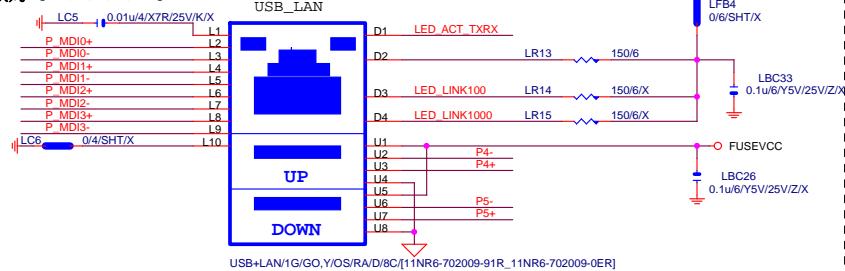 USB_LAN
LC5 0.01u/4/X7R/25V/K/X
LFB4
0/6/SHT/X
L1 D1 LED_ACT_TXRX
P_MDI0+ L2
P_MDI0- L3 D2 LR13 150/6
P_MDI1+ L4
P_MDI1- L5
P_MDI2+ L6 D3 LED_LINK100 LR14 150/6/X
LBC33
0.1u/6/Y5V/25V/Z/X
P_MDI2- L7
P_MDI3+ L8 D4 LED_LINK1000 LR15 150/6/X
P_MDI3- L9
LC6 0/4/SHT/X L10 U1 FUSEVCC
U2 P4-
U3 P4+
UP U4
U5
LBC26
0.1u/6/Y5V/25V/Z/X
U6 P5-
U7 P5+
DOWN U8
USB+LAN/1G/GO,Y/OS/RA/D/8C/[11NR6-702009-91R_11NR6-702009-0ER]